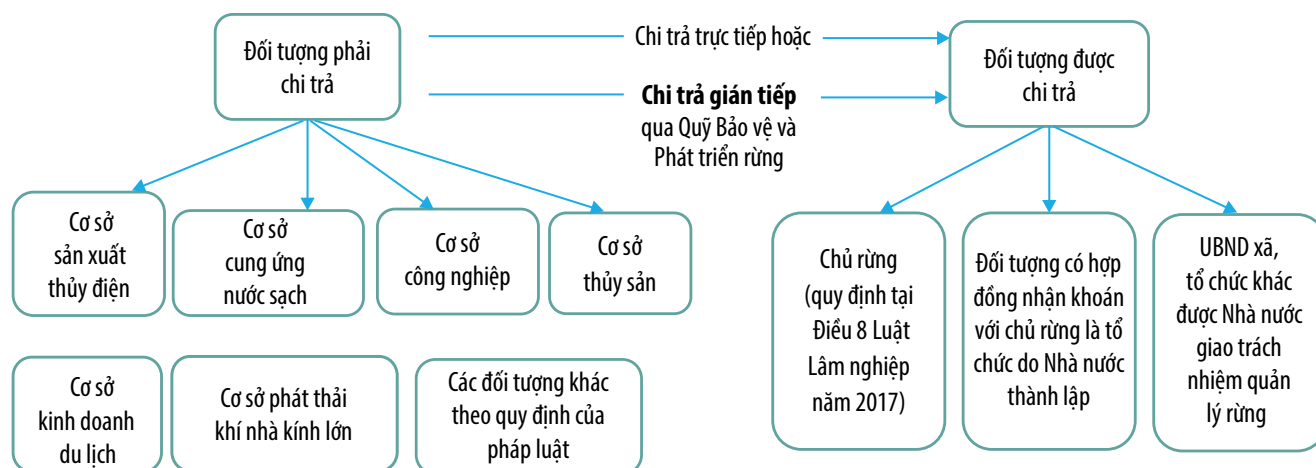 Đối tượng phải
chi trả
Chi trả trực tiếp hoặc
Chi trả gián tiếp
qua Quỹ Bảo vệ và
Phát triển rừng
Đối tượng được
chi trả
Cơ sở
sản xuất
thủy điện
Cơ sở
cung ứng
nước sạch
Cơ sở
công nghiệp
Cơ sở
thủy sản
Cơ sở
kinh doanh
du lịch
Cơ sở phát thải
khí nhà kính lớn
Các đối tượng khác
theo quy định của
pháp luật
Chủ rừng
(quy định tại
Điều 8 Luật
Lâm nghiệp
năm 2017)
Đối tượng có hợp
đồng nhận khoán
với chủ rừng là tổ
chức do Nhà nước
thành lập
UBND xã,
tổ chức khác
được Nhà nước
giao trách
nhiệm quản
lý rừng